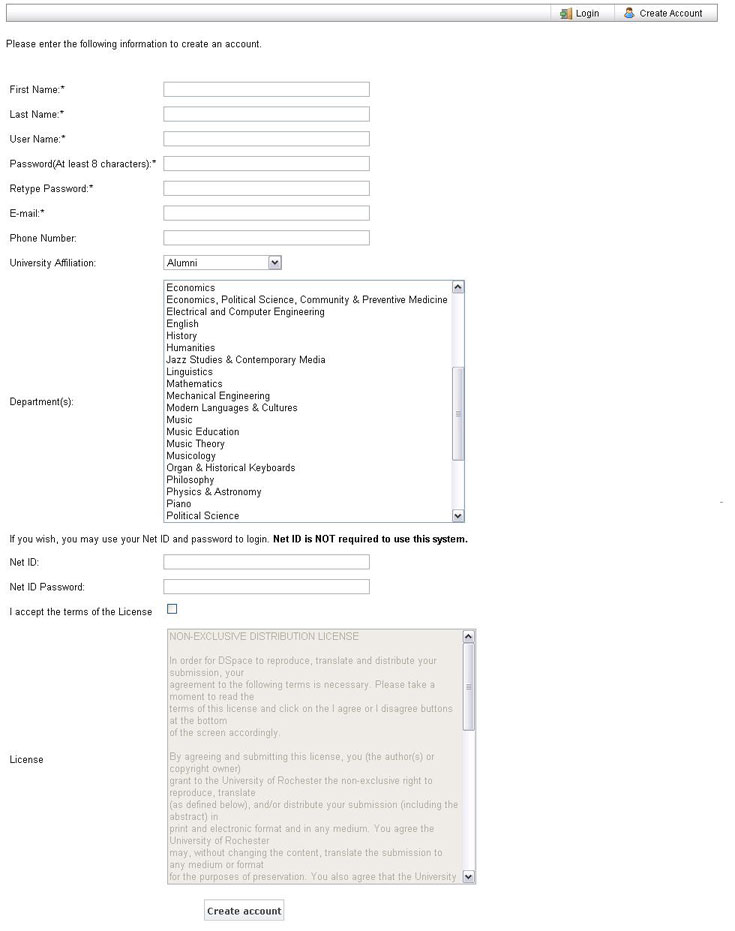 Login Create Account
Please enter the following information to create an account.
First Name:*
Last Name:*
User Name:*
Password(At least 8 characters):*
Retype Password:*
E-mail:*
Phone Number:
University Affiliation: Alumni
Department(s):
Economics
Economics, Political Science, Community & Preventive Medicine
Electrical and Computer Engineering
English
History
Humanities
Jazz Studies & Contemporary Media
Linguistics
Mathematics
Mechanical Engineering
Modern Languages & Cultures
Music
Music Education
Music Theory
Musicology
Organ & Historical Keyboards
Philosophy
Physics & Astronomy
Piano
Political Science
If you wish, you may use your Net ID and password to login. Net ID is NOT required to use this system.
Net ID:
Net ID Password:
I accept the terms of the License
License
NON-EXCLUSIVE DISTRIBUTION LICENSE
In order for DSpace to reproduce, translate and distribute your
submission, your
agreement to the following terms is necessary. Please take a
moment to read the
terms of this license and click on the I agree or I disagree buttons
at the bottom
of the screen accordingly.
By agreeing and submitting this license, you (the author(s) or
copyright owner)
grant to the University of Rochester the non-exclusive right to
reproduce, translate
(as defined below), and/or distribute your submission (including the
abstract) in
print and electronic format and in any medium. You agree the
University of Rochester
may, without changing the content, translate the submission to
any medium or format
for the purposes of preservation. You also agree that the University
Create account